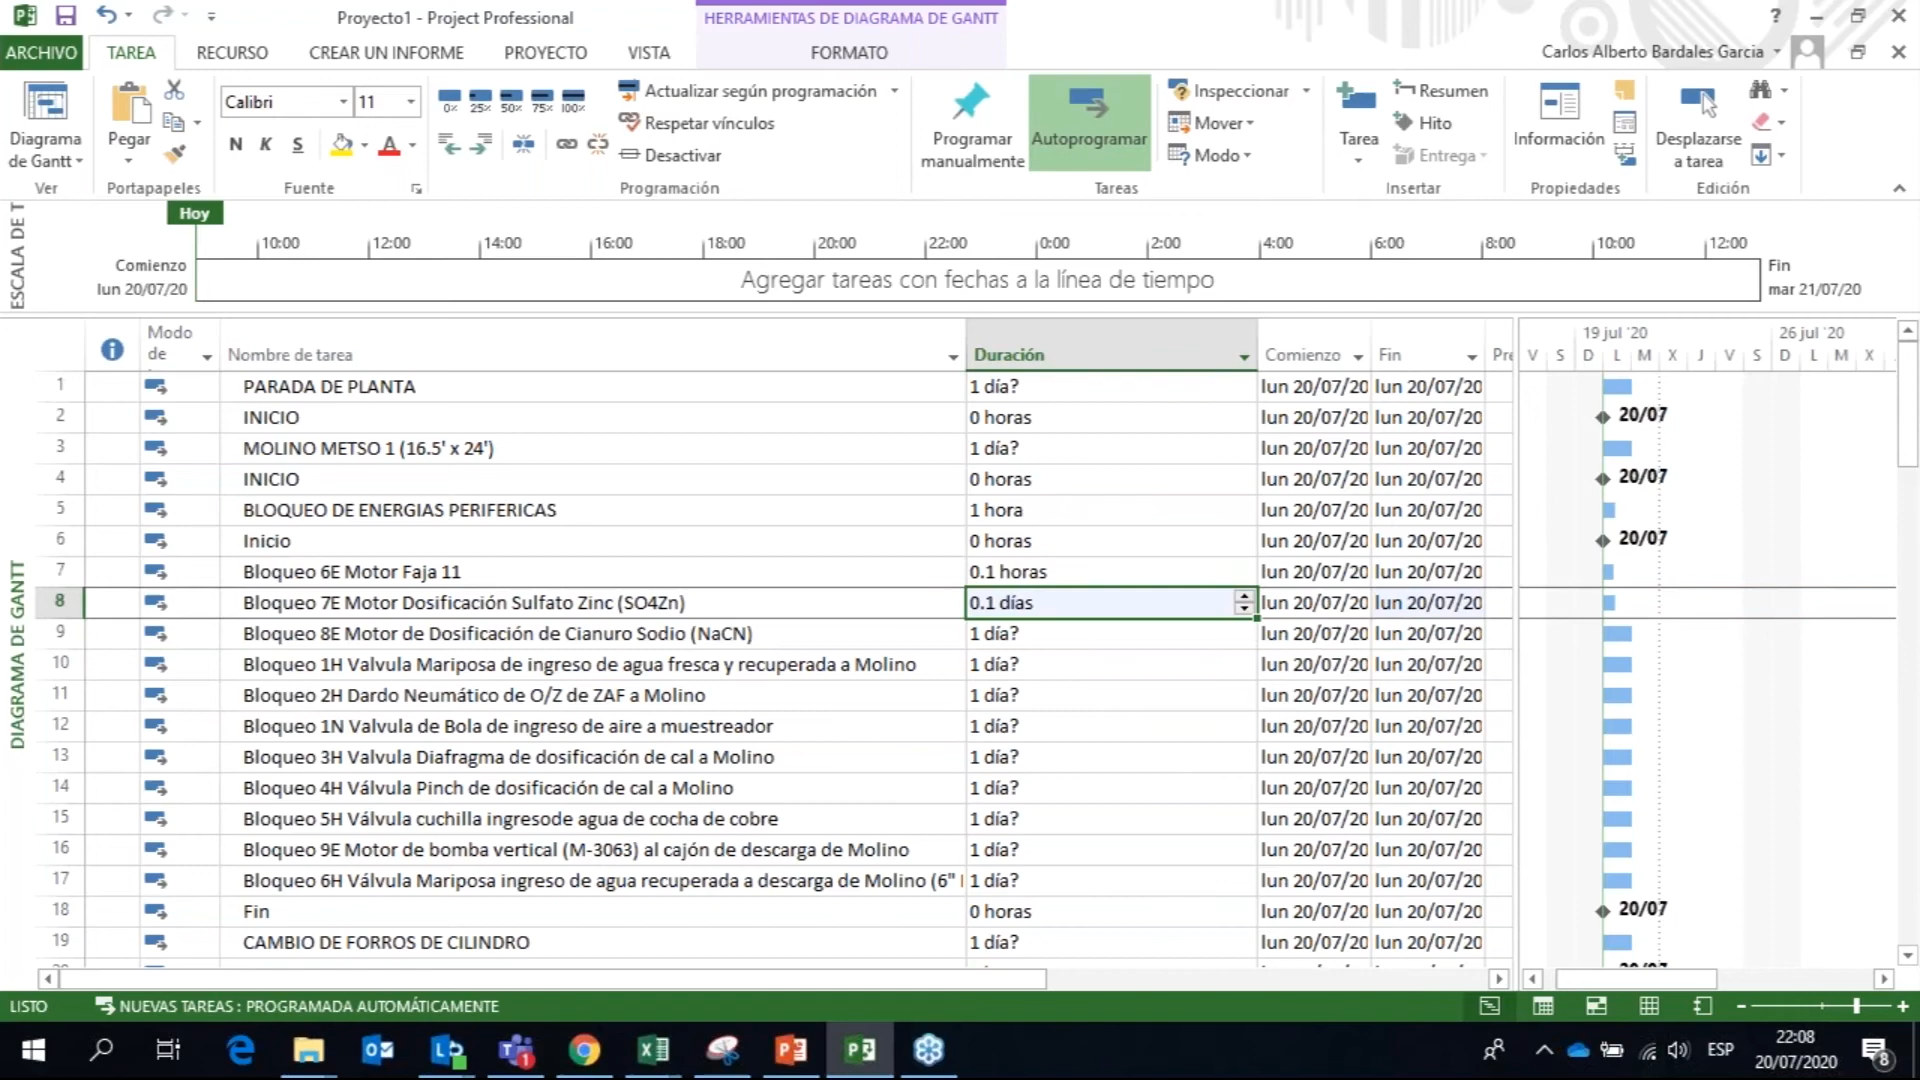 Proyecto1 - Project Professional
HERRAMIENTAS DE DIAGRAMA DE GANTT
?
ARCHIVO TAREA RECURSO CREAR UN INFORME PROYECTO VISTA FORMATO
Carlos Alberto Bardales Garcia
Diagrama de Gantt
Ver
Pegar
Portapapeles
Calibri 11
N K S A
Fuente
0% 25% 50% 75% 100%
Actualizar según programación
Respetar vínculos
Desactivar
Programación
Programar manualmente
Autoprogramar
Inspeccionar
Mover
Modo
Tareas
Tarea
Resumen
Hito
Entrega
Insertar
Información
Propiedades
Desplazarse a tarea
Edición
ESCALA DE T
Hoy
10:00 12:00 14:00 16:00 18:00 20:00 22:00 0:00 2:00 4:00 6:00 8:00 10:00 12:00
Comienzo
lun 20/07/20
Agregar tareas con fechas a la línea de tiempo
Fin
mar 21/07/20
DIAGRAMA DE GANTT
Modo de Nombre de tarea Duración Comienzo Fin Pre
19 jul '20 26 jul '20
V S D L M X J V S D L M X
1 PARADA DE PLANTA 1 día? lun 20/07/20 lun 20/07/20
2 INICIO 0 horas lun 20/07/20 lun 20/07/20 20/07
3 MOLINO METSO 1 (16.5' x 24') 1 día? lun 20/07/20 lun 20/07/20
4 INICIO 0 horas lun 20/07/20 lun 20/07/20 20/07
5 BLOQUEO DE ENERGIAS PERIFERICAS 1 hora lun 20/07/20 lun 20/07/20
6 Inicio 0 horas lun 20/07/20 lun 20/07/20 20/07
7 Bloqueo 6E Motor Faja 11 0.1 horas lun 20/07/20 lun 20/07/20
8 Bloqueo 7E Motor Dosificación Sulfato Zinc (SO4Zn) 0.1 días lun 20/07/20 lun 20/07/20
9 Bloqueo 8E Motor de Dosificación de Cianuro Sodio (NaCN) 1 día? lun 20/07/20 lun 20/07/20
10 Bloqueo 1H Valvula Mariposa de ingreso de agua fresca y recuperada a Molino 1 día? lun 20/07/20 lun 20/07/20
11 Bloqueo 2H Dardo Neumático de O/Z de ZAF a Molino 1 día? lun 20/07/20 lun 20/07/20
12 Bloqueo 1N Valvula de Bola de ingreso de aire a muestreador 1 día? lun 20/07/20 lun 20/07/20
13 Bloqueo 3H Valvula Diafragma de dosificación de cal a Molino 1 día? lun 20/07/20 lun 20/07/20
14 Bloqueo 4H Válvula Pinch de dosificación de cal a Molino 1 día? lun 20/07/20 lun 20/07/20
15 Bloqueo 5H Válvula cuchilla ingresode agua de cocha de cobre 1 día? lun 20/07/20 lun 20/07/20
16 Bloqueo 9E Motor de bomba vertical (M-3063) al cajón de descarga de Molino 1 día? lun 20/07/20 lun 20/07/20
17 Bloqueo 6H Válvula Mariposa ingreso de agua recuperada a descarga de Molino (6" 1 día? lun 20/07/20 lun 20/07/20
18 Fin 0 horas lun 20/07/20 lun 20/07/20 20/07
19 CAMBIO DE FORROS DE CILINDRO 1 día? lun 20/07/20 lun 20/07/20
LISTO NUEVAS TAREAS : PROGRAMADA AUTOMÁTICAMENTE
ESP
22:08
20/07/2020
8